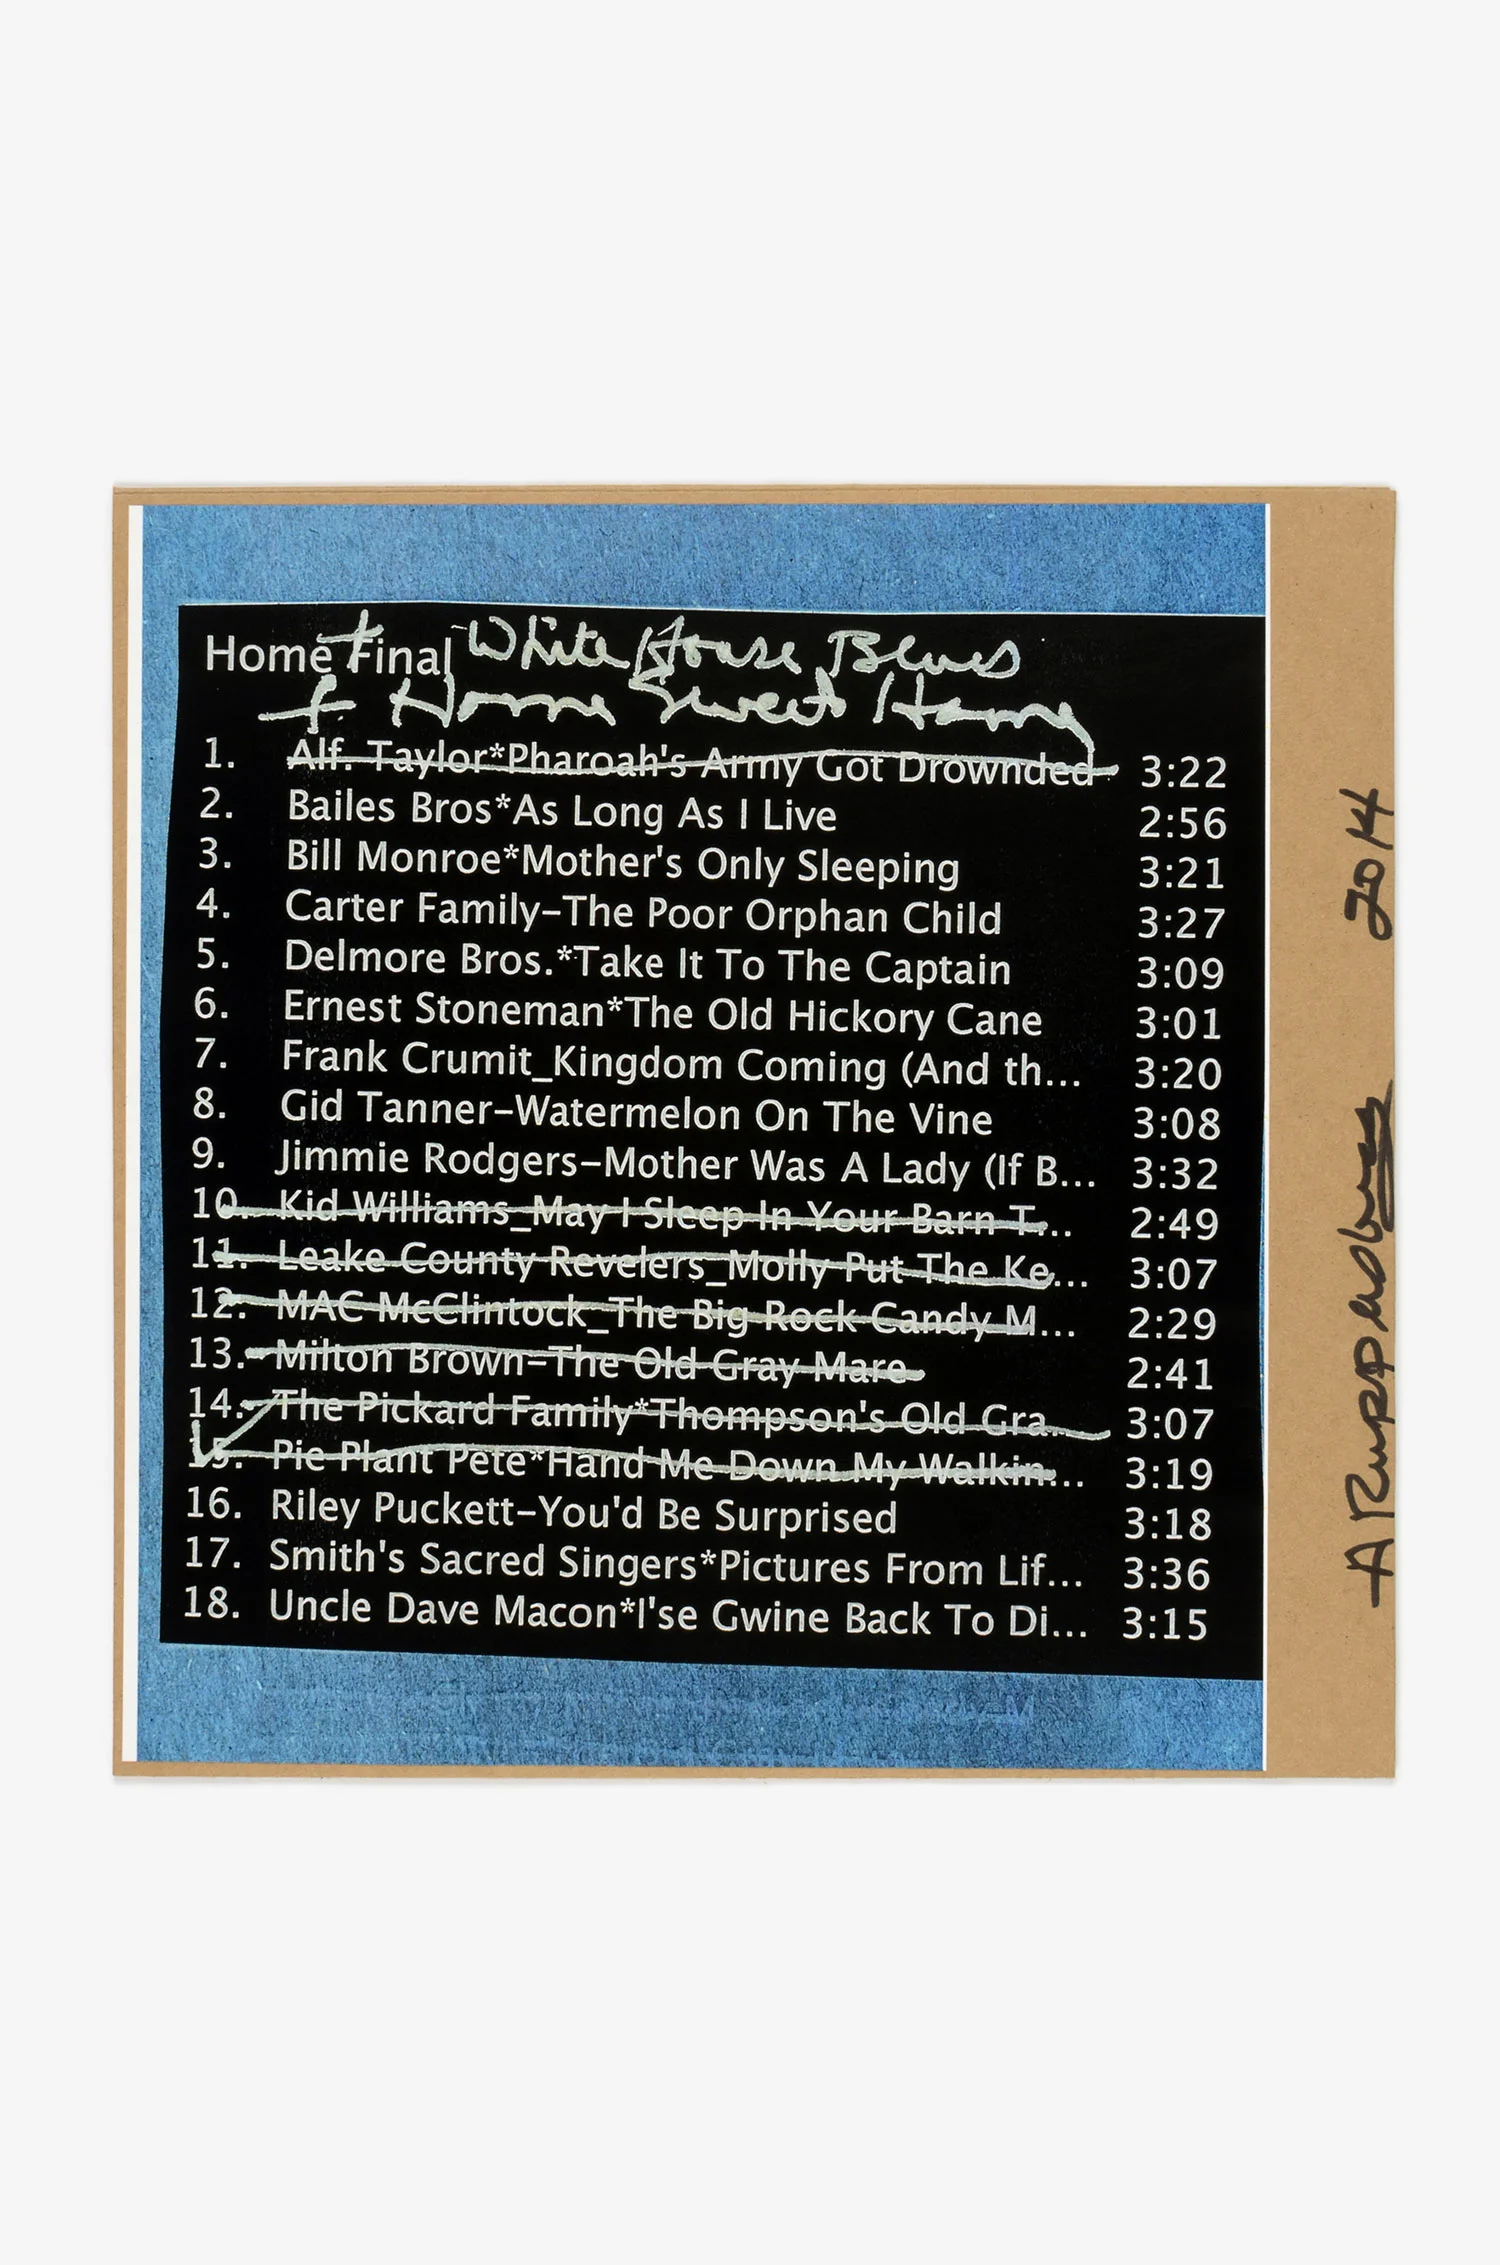 Home Final + White House Blues
+ Home Sweet Home
1. Alf. Taylor*Pharoah's Army Got Drownded 3:22
2. Bailes Bros*As Long As I Live 2:56
3. Bill Monroe*Mother's Only Sleeping 3:21
4. Carter Family–The Poor Orphan Child 3:27
5. Delmore Bros.*Take It To The Captain 3:09
6. Ernest Stoneman*The Old Hickory Cane 3:01
7. Frank Crumit_Kingdom Coming (And th... 3:20
8. Gid Tanner–Watermelon On The Vine 3:08
9. Jimmie Rodgers–Mother Was A Lady (If B... 3:32
10. Kid Williams_May I Sleep In Your Barn T... 2:49
11. Leake County Revelers_Molly Put The Ke... 3:07
12. MAC McClintock_The Big Rock Candy M... 2:29
13. Milton Brown–The Old Gray Mare 2:41
14. The Pickard Family*Thompson's Old Gra... 3:07
15. Pie Plant Pete*Hand Me Down My Walkin... 3:19
16. Riley Puckett–You'd Be Surprised 3:18
17. Smith's Sacred Singers*Pictures From Lif... 3:36
18. Uncle Dave Macon*I'se Gwine Back To Di... 3:15
A Ruppersberg 2014